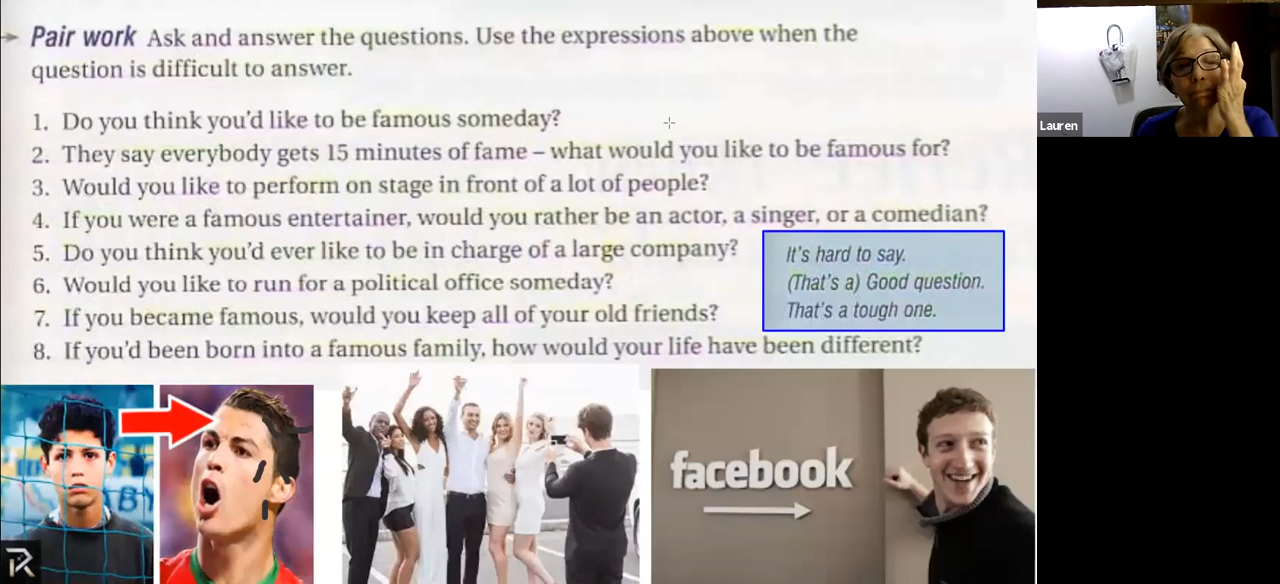 Pair work Ask and answer the questions. Use the expressions above when the
question is difficult to answer.
1. Do you think you'd like to be famous someday?
2. They say everybody gets 15 minutes of fame – what would you like to be famous for?
3. Would you like to perform on stage in front of a lot of people?
4. If you were a famous entertainer, would you rather be an actor, a singer, or a comedian?
5. Do you think you'd ever like to be in charge of a large company?
6. Would you like to run for a political office someday?
7. If you became famous, would you keep all of your old friends?
8. If you'd been born into a famous family, how would your life have been different?
It's hard to say.
(That's a) Good question.
That's a tough one.
facebook
Lauren